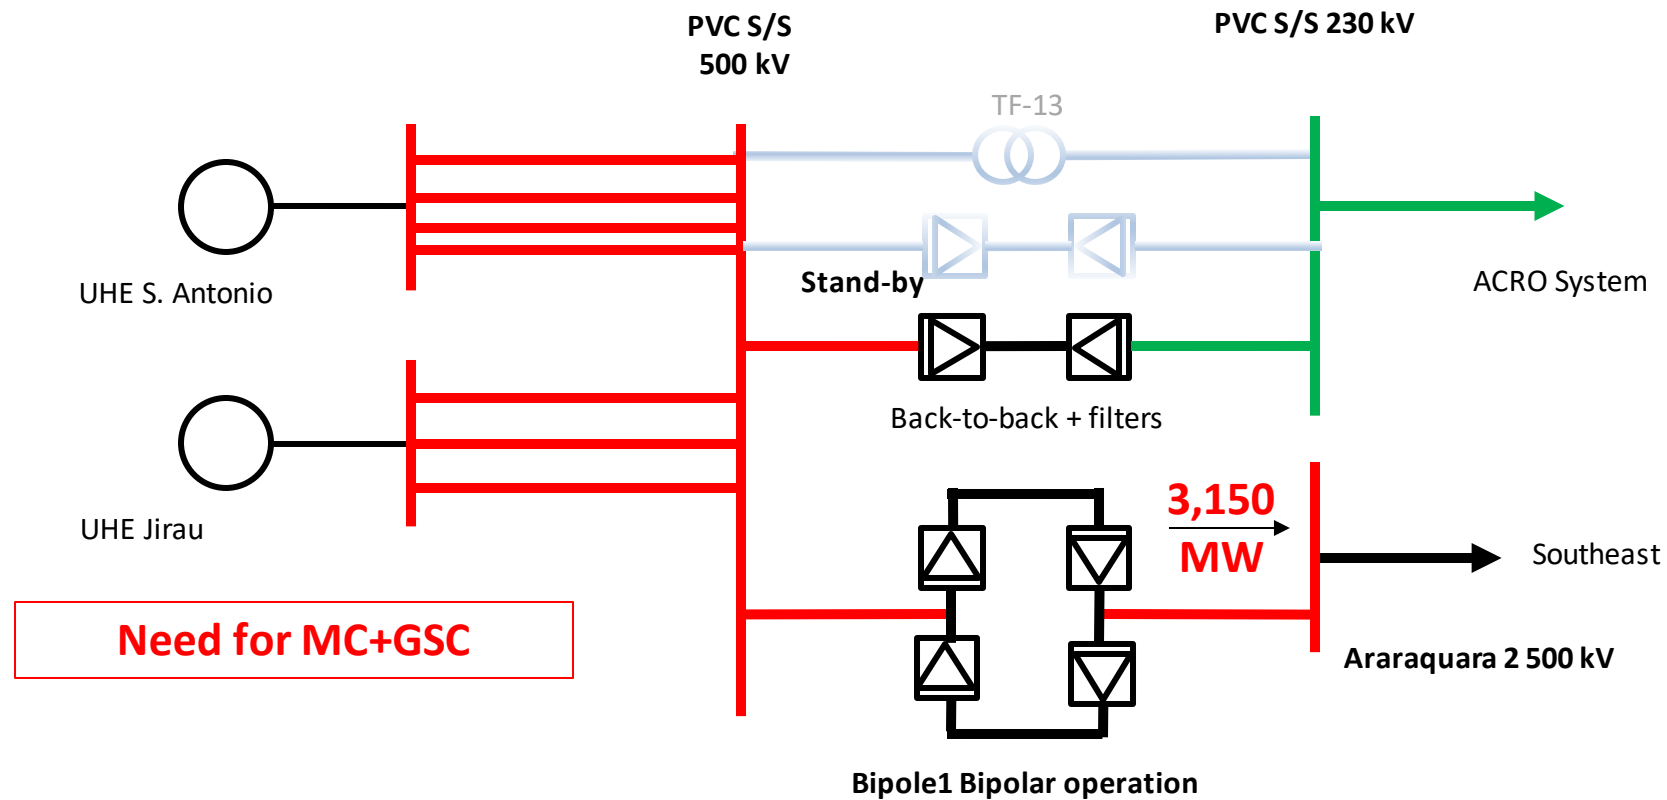 PVC S/S
500 kV
PVC S/S 230 kV
TF-13
UHE S. Antonio
Stand-by
ACRO System
Back-to-back + filters
UHE Jirau
3,150
MW
Southeast
Need for MC+GSC
Araraquara 2 500 kV
Bipole1 Bipolar operation